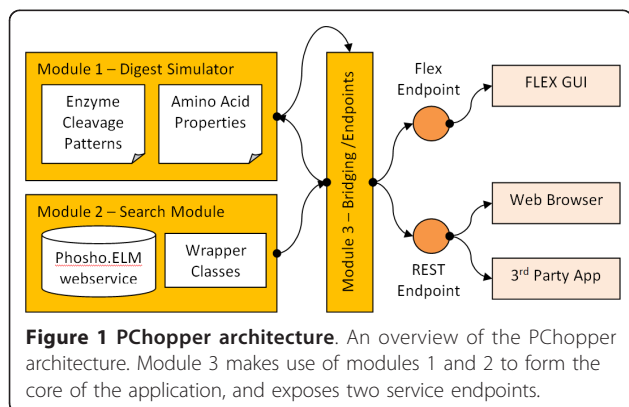 Module 1 – Digest Simulator
Enzyme
Cleavage
Patterns
Amino Acid
Properties
Module 2 – Search Module
Phosho.ELM
webservice
Wrapper
Classes
Module 3 – Bridging /Endpoints
Flex
Endpoint
REST
Endpoint
FLEX GUI
Web Browser
3rd Party App
Figure 1 PChopper architecture. An overview of the PChopper
architecture. Module 3 makes use of modules 1 and 2 to form the
core of the application, and exposes two service endpoints.